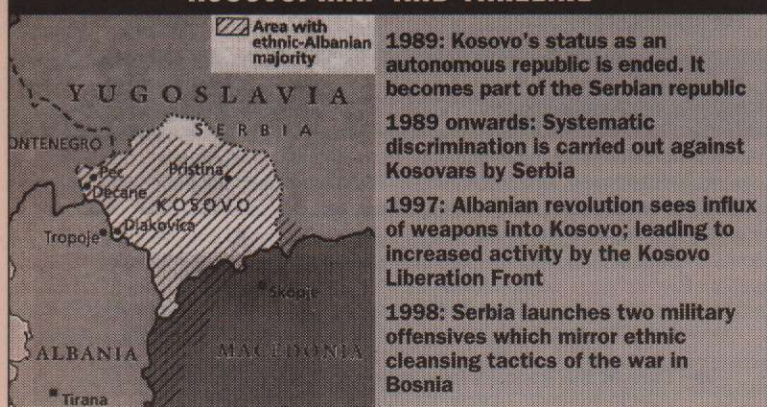 Area with
ethnic-Albanian
majority
YUGOSLAVIA
SERBIA
ONTENEGRO
Pec
Pristina
Decane
KOSOVO
Tropoje
Djakovica
Skopje
ALBANIA
MACEDONIA
Tirana
1989: Kosovo's status as an
autonomous republic is ended. It
becomes part of the Serbian republic
1989 onwards: Systematic
discrimination is carried out against
Kosovars by Serbia
1997: Albanian revolution sees influx
of weapons into Kosovo; leading to
increased activity by the Kosovo
Liberation Front
1998: Serbia launches two military
offensives which mirror ethnic
cleansing tactics of the war in
Bosnia